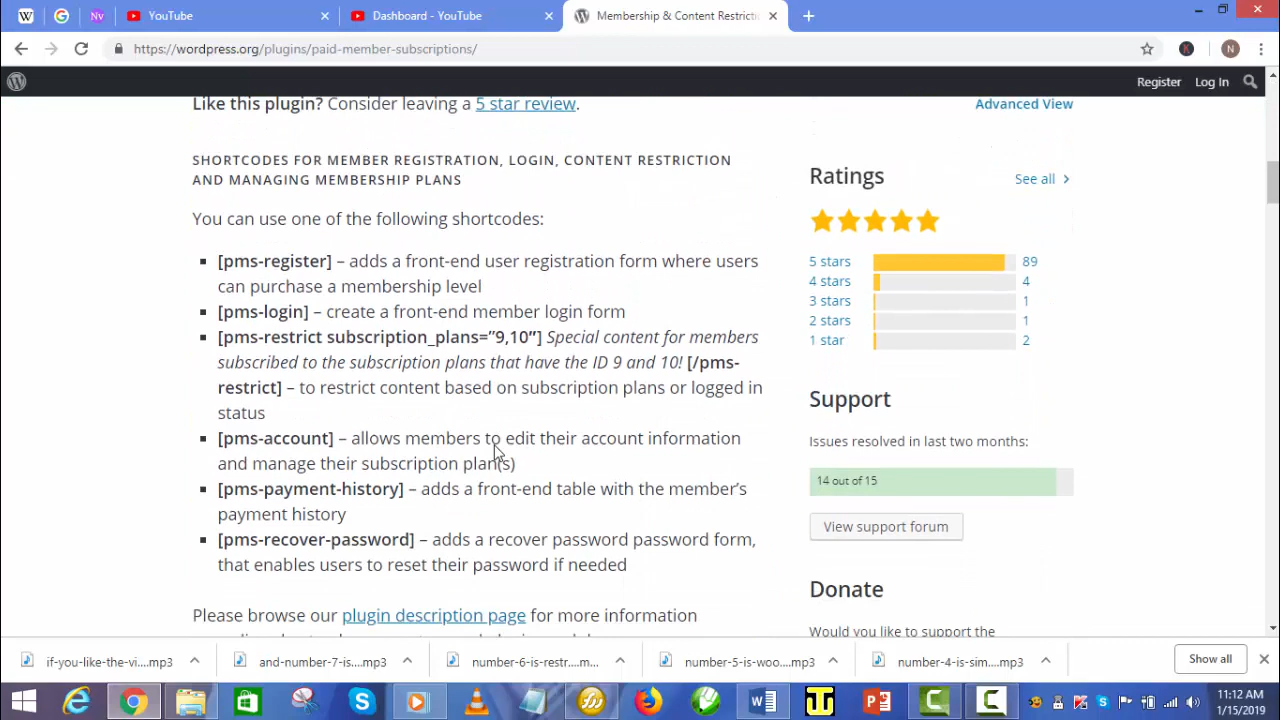 YouTube
Dashboard - YouTube
Membership & Content Restricti
https://wordpress.org/plugins/paid-member-subscriptions/
N
Register
Log In
Like this plugin? Consider leaving a 5 star review.
SHORTCODES FOR MEMBER REGISTRATION, LOGIN, CONTENT RESTRICTION
AND MANAGING MEMBERSHIP PLANS
You can use one of the following shortcodes:
[pms-register] – adds a front-end user registration form where users
can purchase a membership level
[pms-login] – create a front-end member login form
[pms-restrict subscription_plans=”9,10″] Special content for members
subscribed to the subscription plans that have the ID 9 and 10! [/pms-
restrict] – to restrict content based on subscription plans or logged in
status
[pms-account] – allows members to edit their account information
and manage their subscription plan(s)
[pms-payment-history] – adds a front-end table with the member’s
payment history
[pms-recover-password] – adds a recover password password form,
that enables users to reset their password if needed
Please browse our plugin description page for more information
Advanced View
Ratings
See all
5 stars 89
4 stars 4
3 stars 1
2 stars 1
1 star 2
Support
Issues resolved in last two months:
14 out of 15
View support forum
Donate
Would you like to support the
if-you-like-the-vi....mp3
and-number-7-is....mp3
number-6-is-restr....m...
number-5-is-woo....mp3
number-4-is-sim....mp3
Show all
11:12 AM
1/15/2019